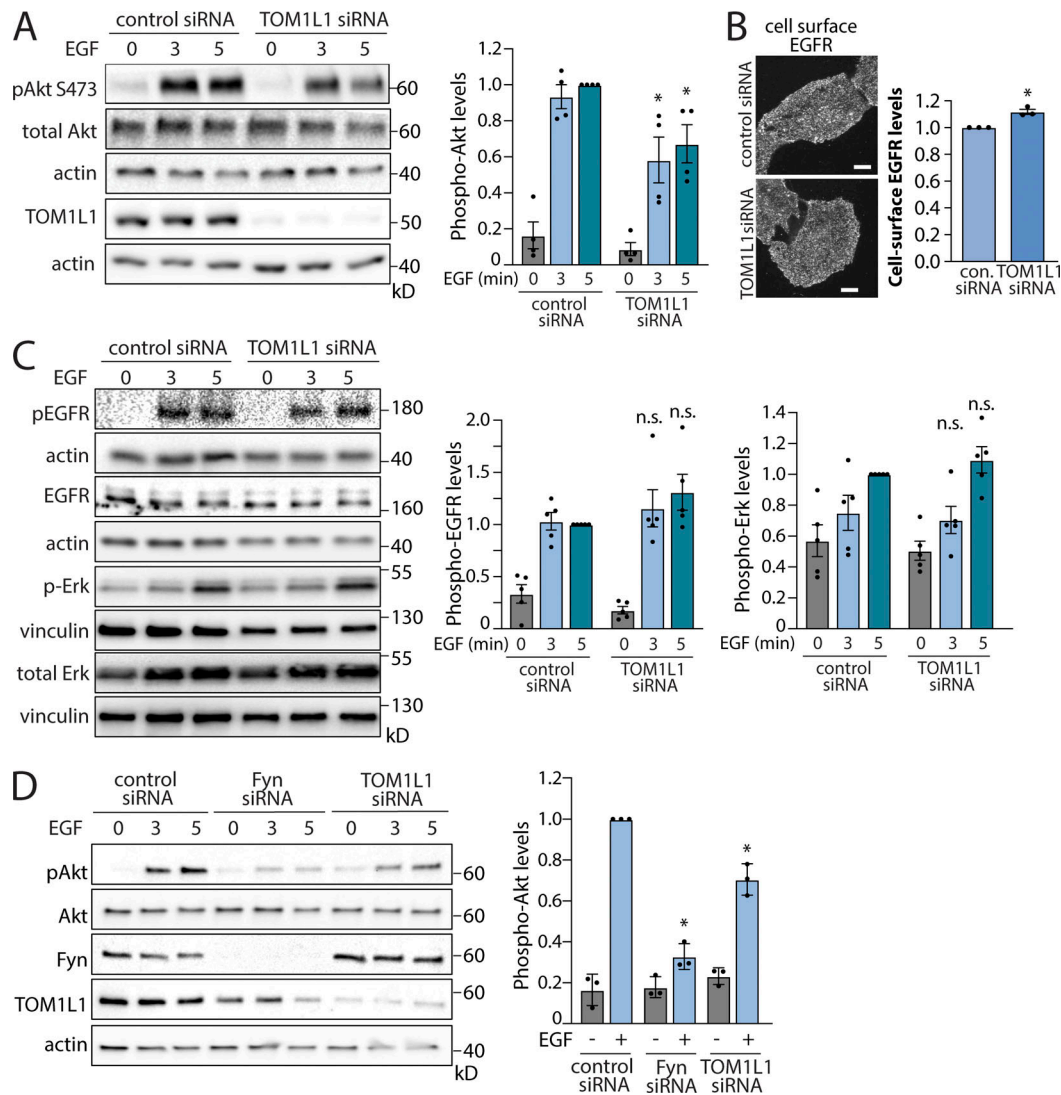 A
control siRNA TOM1L1 siRNA
EGF 0 3 5 0 3 5
pAkt S473
60
total Akt
60
actin
40
TOM1L1
50
actin
40
kD
Phospho-Akt levels
1.2
1.0
0.8
0.6
0.4
0.2
0
* *
EGF (min) 0 3 5 0 3 5
control siRNA
TOM1L1 siRNA
B
cell surface
EGFR
control siRNA
TOM1L1 siRNA
Cell-surface EGFR levels
1.2
1.0
0.8
0.6
0.4
0.2
0.0
*
con. siRNA
TOM1L1 siRNA
C
control siRNA TOM1L1 siRNA
EGF 0 3 5 0 3 5
pEGFR
180
actin
40
EGFR
160
actin
40
p-Erk
55
vinculin
130
total Erk
55
vinculin
130
kD
Phospho-EGFR levels
2.0
1.5
1.0
0.5
0
n.s. n.s.
EGF (min) 0 3 5 0 3 5
control siRNA
TOM1L1 siRNA
Phospho-Erk levels
1.4
1.2
1.0
0.8
0.6
0.4
0.2
0
n.s. n.s.
EGF (min) 0 3 5 0 3 5
control siRNA
TOM1L1 siRNA
D
control siRNA
Fyn siRNA
TOM1L1 siRNA
EGF 0 3 5 0 3 5 0 3 5
pAkt
60
Akt
60
Fyn
60
TOM1L1
60
actin
40
kD
Phospho-Akt levels
1.2
1.0
0.8
0.6
0.4
0.2
0
* *
EGF - + - + - +
control siRNA
Fyn siRNA
TOM1L1 siRNA